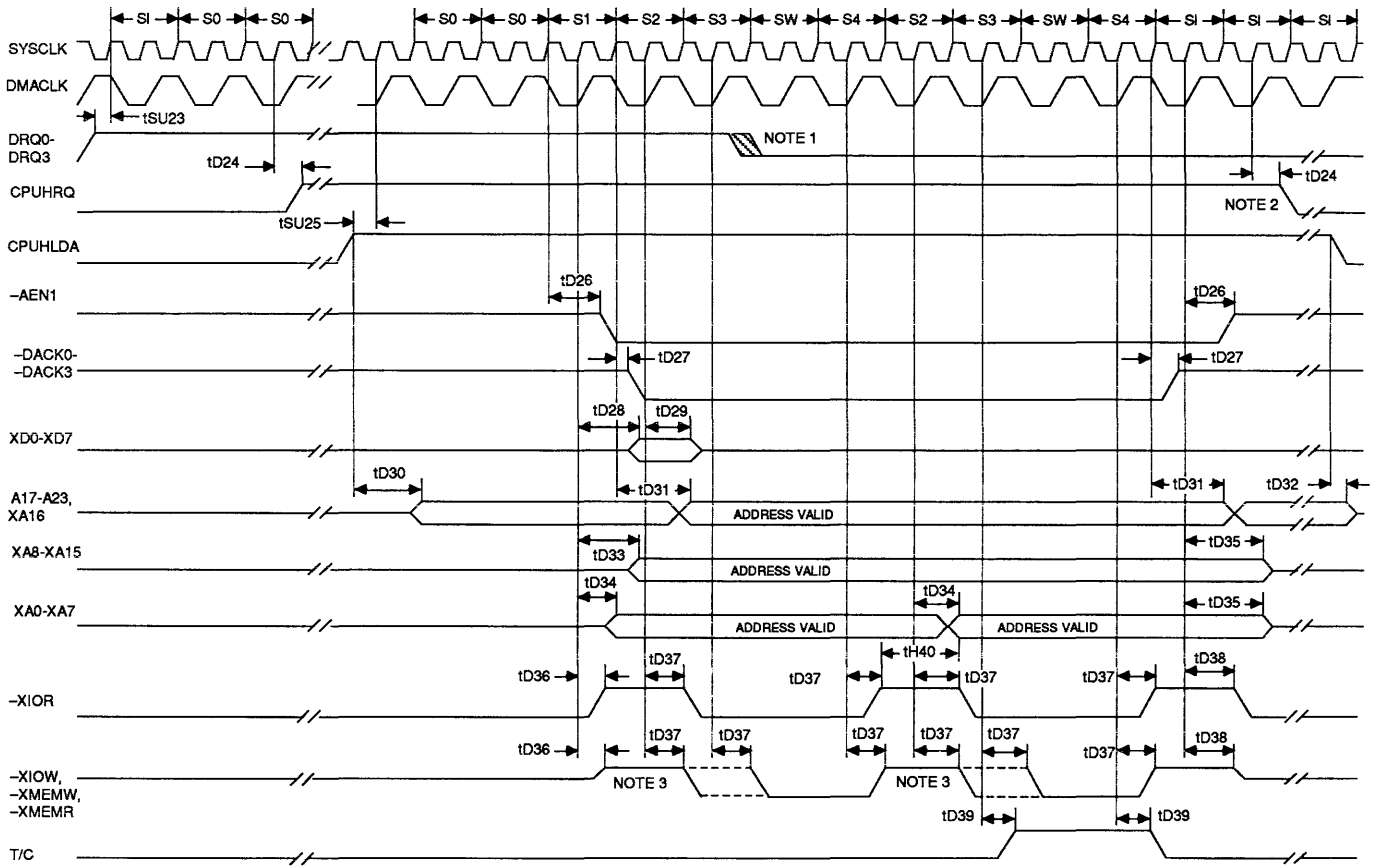 SI S0 S0 S0 S0 S1 S2 S3 SW S4 S2 S3 SW S4 SI SI SI
SYSCLK
DMACLK
tSU23
DRQ0-
DRQ3
NOTE 1
tD24
tD24
CPUHRQ
NOTE 2
tSU25
CPUHLDA
–AEN1
tD26
tD26
–DACK0-
–DACK3
tD27
tD27
tD28 tD29
XD0-XD7
tD30
A17-A23,
XA16
tD31
ADDRESS VALID
tD31 tD32
XA8-XA15
tD33
ADDRESS VALID
tD35
tD34 tD34
XA0-XA7
ADDRESS VALID ADDRESS VALID
tD35
tH40
tD36 tD37 tD37 tD37 tD37 tD38
–XIOR
tD36 tD37 tD37 tD37 tD37 tD37 tD37 tD38
–XIOW,
–XMEMW,
–XMEMR
NOTE 3 NOTE 3
tD39 tD39
T/C